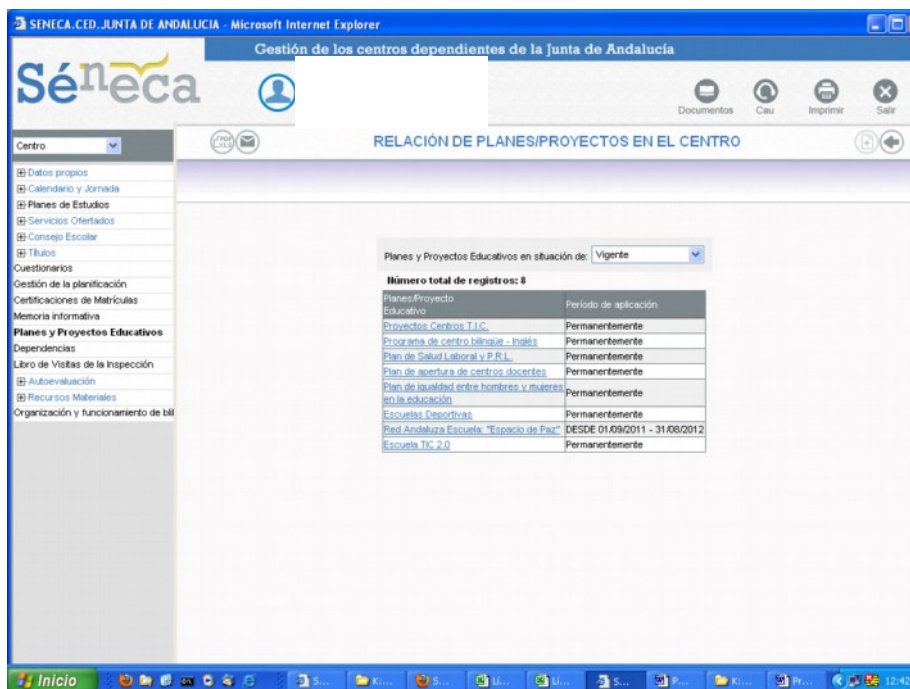 SENECA.CED.JUNTA DE ANDALUCIA - Microsoft Internet Explorer
Gestión de los centros dependientes de la Junta de Andalucía
Séneca
Documentos Cau Imprimir Salir
Centro
RELACIÓN DE PLANES/PROYECTOS EN EL CENTRO
Datos propios
Calendario y Jornada
Planes de Estudios
Servicios Ofertados
Consejo Escolar
Títulos
Cuestionarios
Gestión de la planificación
Certificaciones de Matrículas
Memoria informativa
Planes y Proyectos Educativos
Dependencias
Libro de Visitas de la Inspección
Autoevaluación
Recursos Materiales
Organización y funcionamiento de bil
Planes y Proyectos Educativos en situación de: Vigente
Número total de registros: 8
Planes/Proyecto
Educativo
Período de aplicación
Proyectos Centros T.I.C. Permanentemente
Programa de centro bilingüe - Inglés Permanentemente
Plan de Salud Laboral y P.R.L. Permanentemente
Plan de apertura de centros docentes Permanentemente
Plan de igualdad entre hombres y mujeres
en la educación
Permanentemente
Escuelas Deportivas Permanentemente
Red Andaluza Escuela: "Espacio de Paz" DESDE 01/09/2011 - 31/08/2012
Escuela TIC 2.0 Permanentemente
Inicio S... K:... S... Lí... Lí... S... P... K:... Pr... 12:42